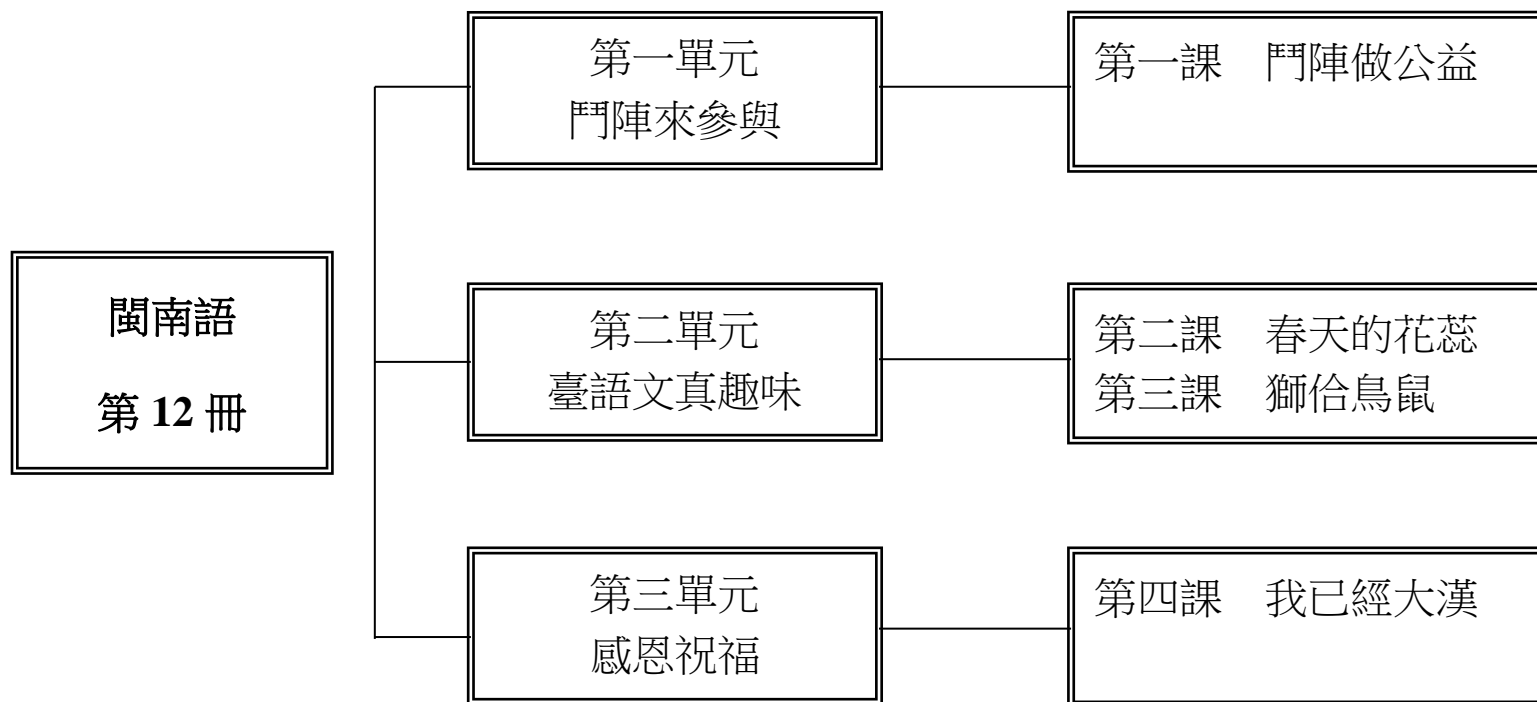 閩南語
第 12 冊
第一單元
鬥陣來參與
第一課　鬥陣做公益
第二單元
臺語文真趣味
第二課　春天的花蕊
第三課　獅佮鳥鼠
第三單元
感恩祝福
第四課　我已經大漢